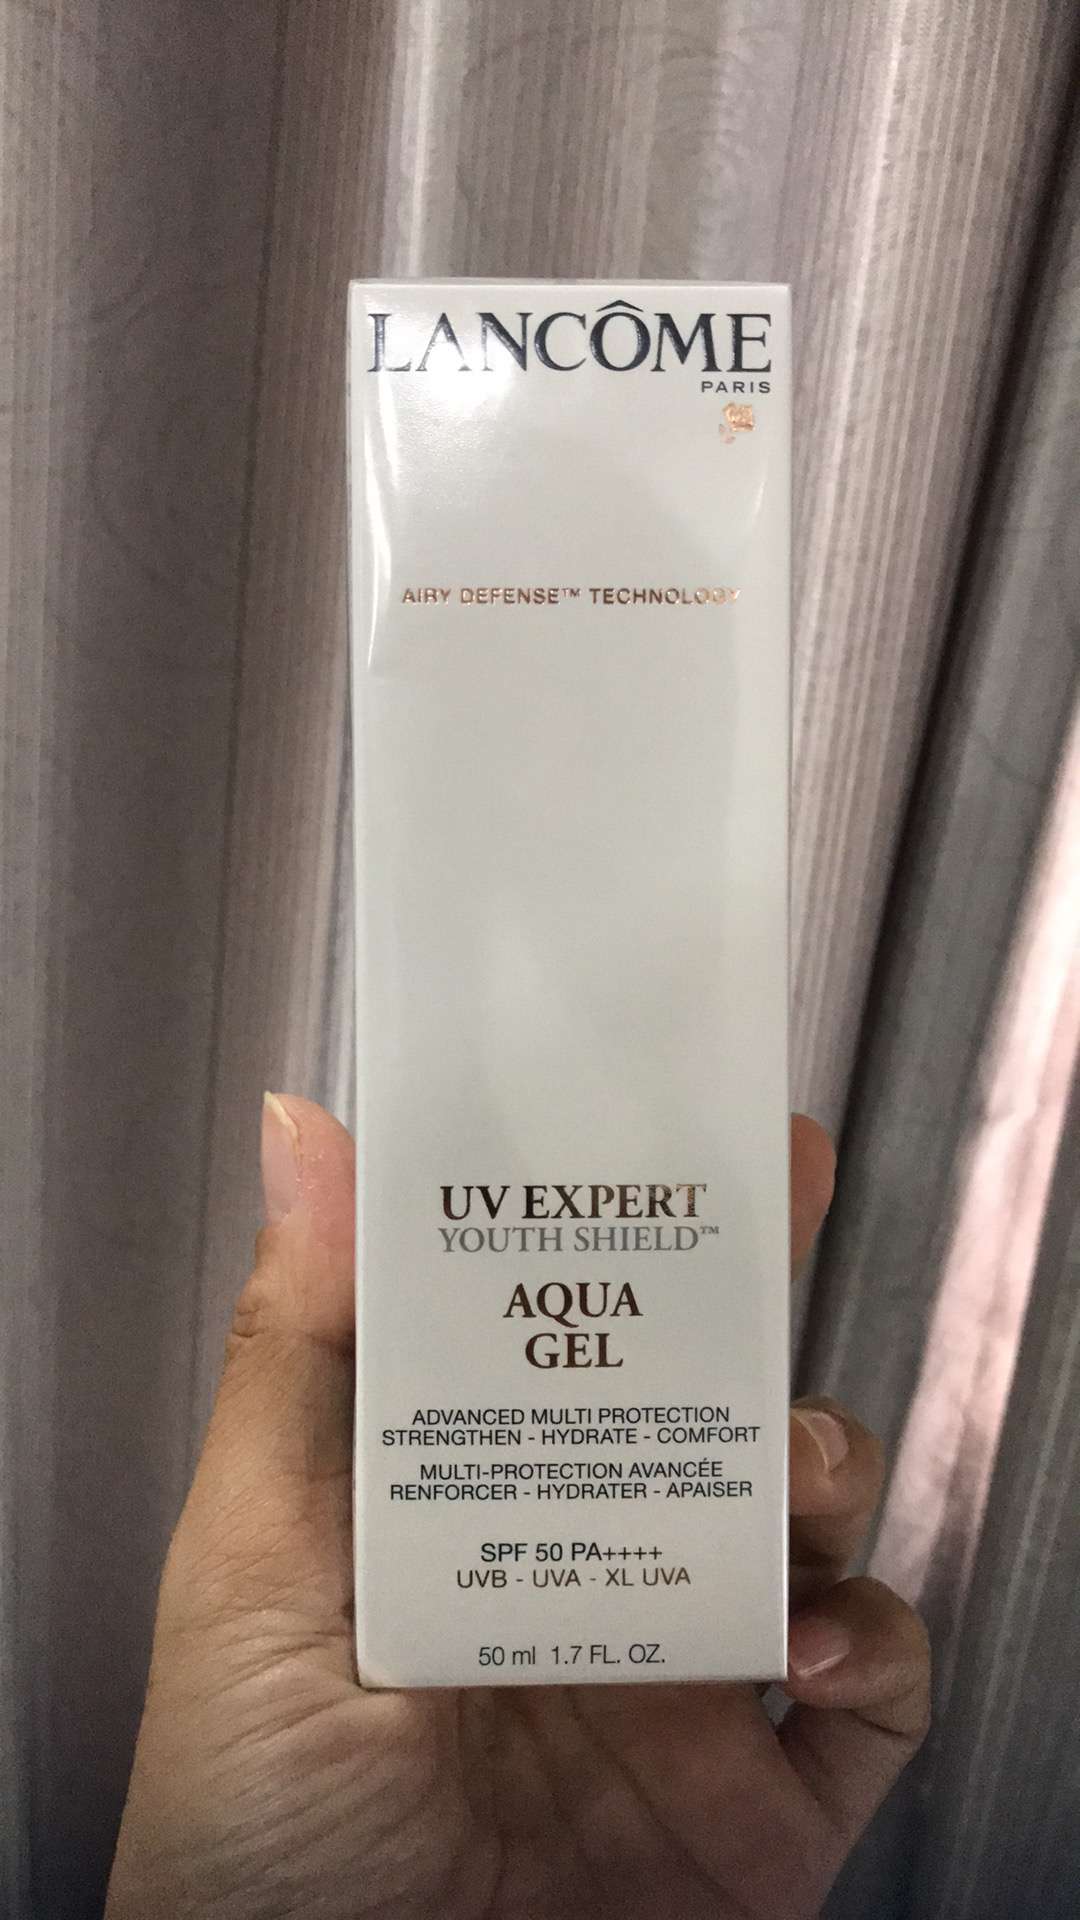 LANCÔME
PARIS
AIRY DEFENSE™ TECHNOLOGY
UV EXPERT
YOUTH SHIELD™
AQUA
GEL
ADVANCED MULTI PROTECTION
STRENGTHEN - HYDRATE - COMFORT
MULTI-PROTECTION AVANCÉE
RENFORCER - HYDRATER - APAISER
SPF 50 PA++++
UVB - UVA - XL UVA
50 ml 1.7 FL. OZ.